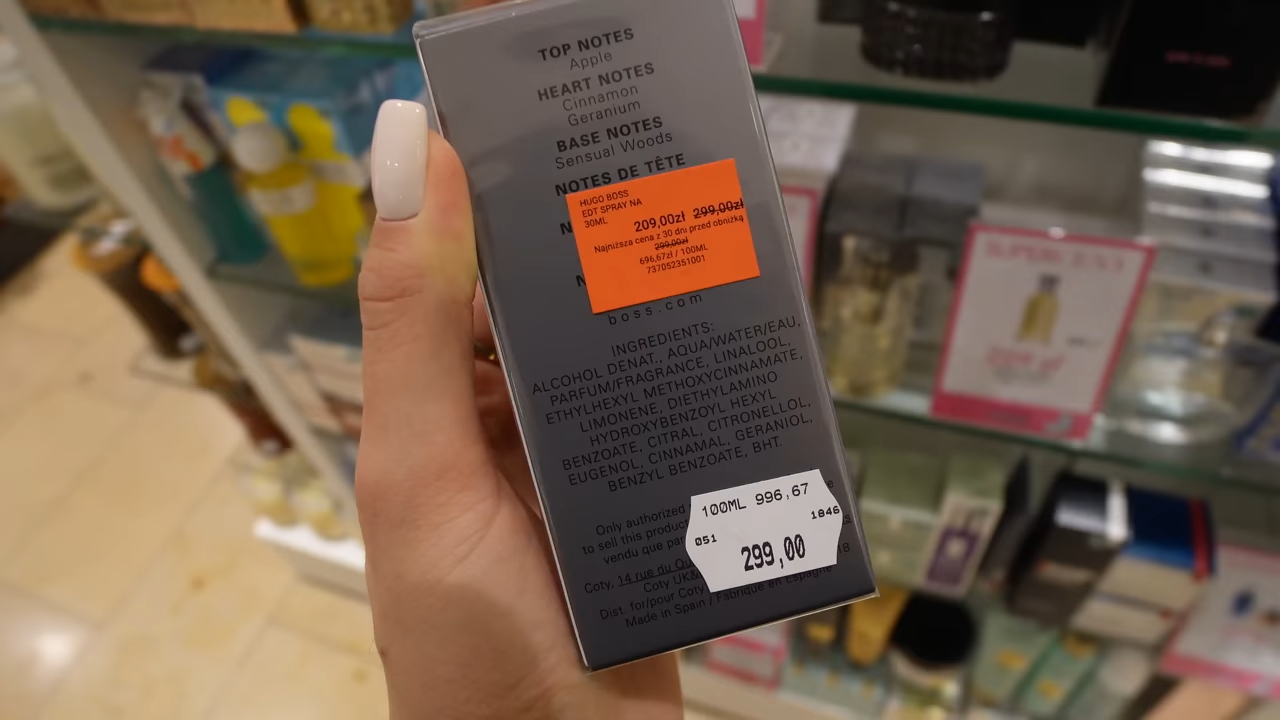 TOP NOTES
Apple
HEART NOTES
Cinnamon
Geranium
BASE NOTES
Sensual Woods
NOTES DE TÊTE
HUGO BOSS
EDT SPRAY NA
30ML
209,00zł 299,00zł
Najniższa cena z 30 dni przed obniżką
299,00zł
696,67zł / 100ML
737052351001
boss.com
INGREDIENTS:
ALCOHOL DENAT., AQUA/WATER/EAU,
PARFUM/FRAGRANCE, LINALOOL,
ETHYLHEXYL METHOXYCINNAMATE,
LIMONENE, DIETHYLAMINO
HYDROXYBENZOYL HEXYL
BENZOATE, CITRAL, CITRONELLOL,
EUGENOL, CINNAMAL, GERANIOL,
BENZYL BENZOATE, BHT.
Only authorized
to sell this product
vendu que par
100ML 996,67
1846
051
299,00
Coty, 14 rue du
Coty UK&
Dist. for/pour Coty
Made in Spain / Fabriqué en Espagne